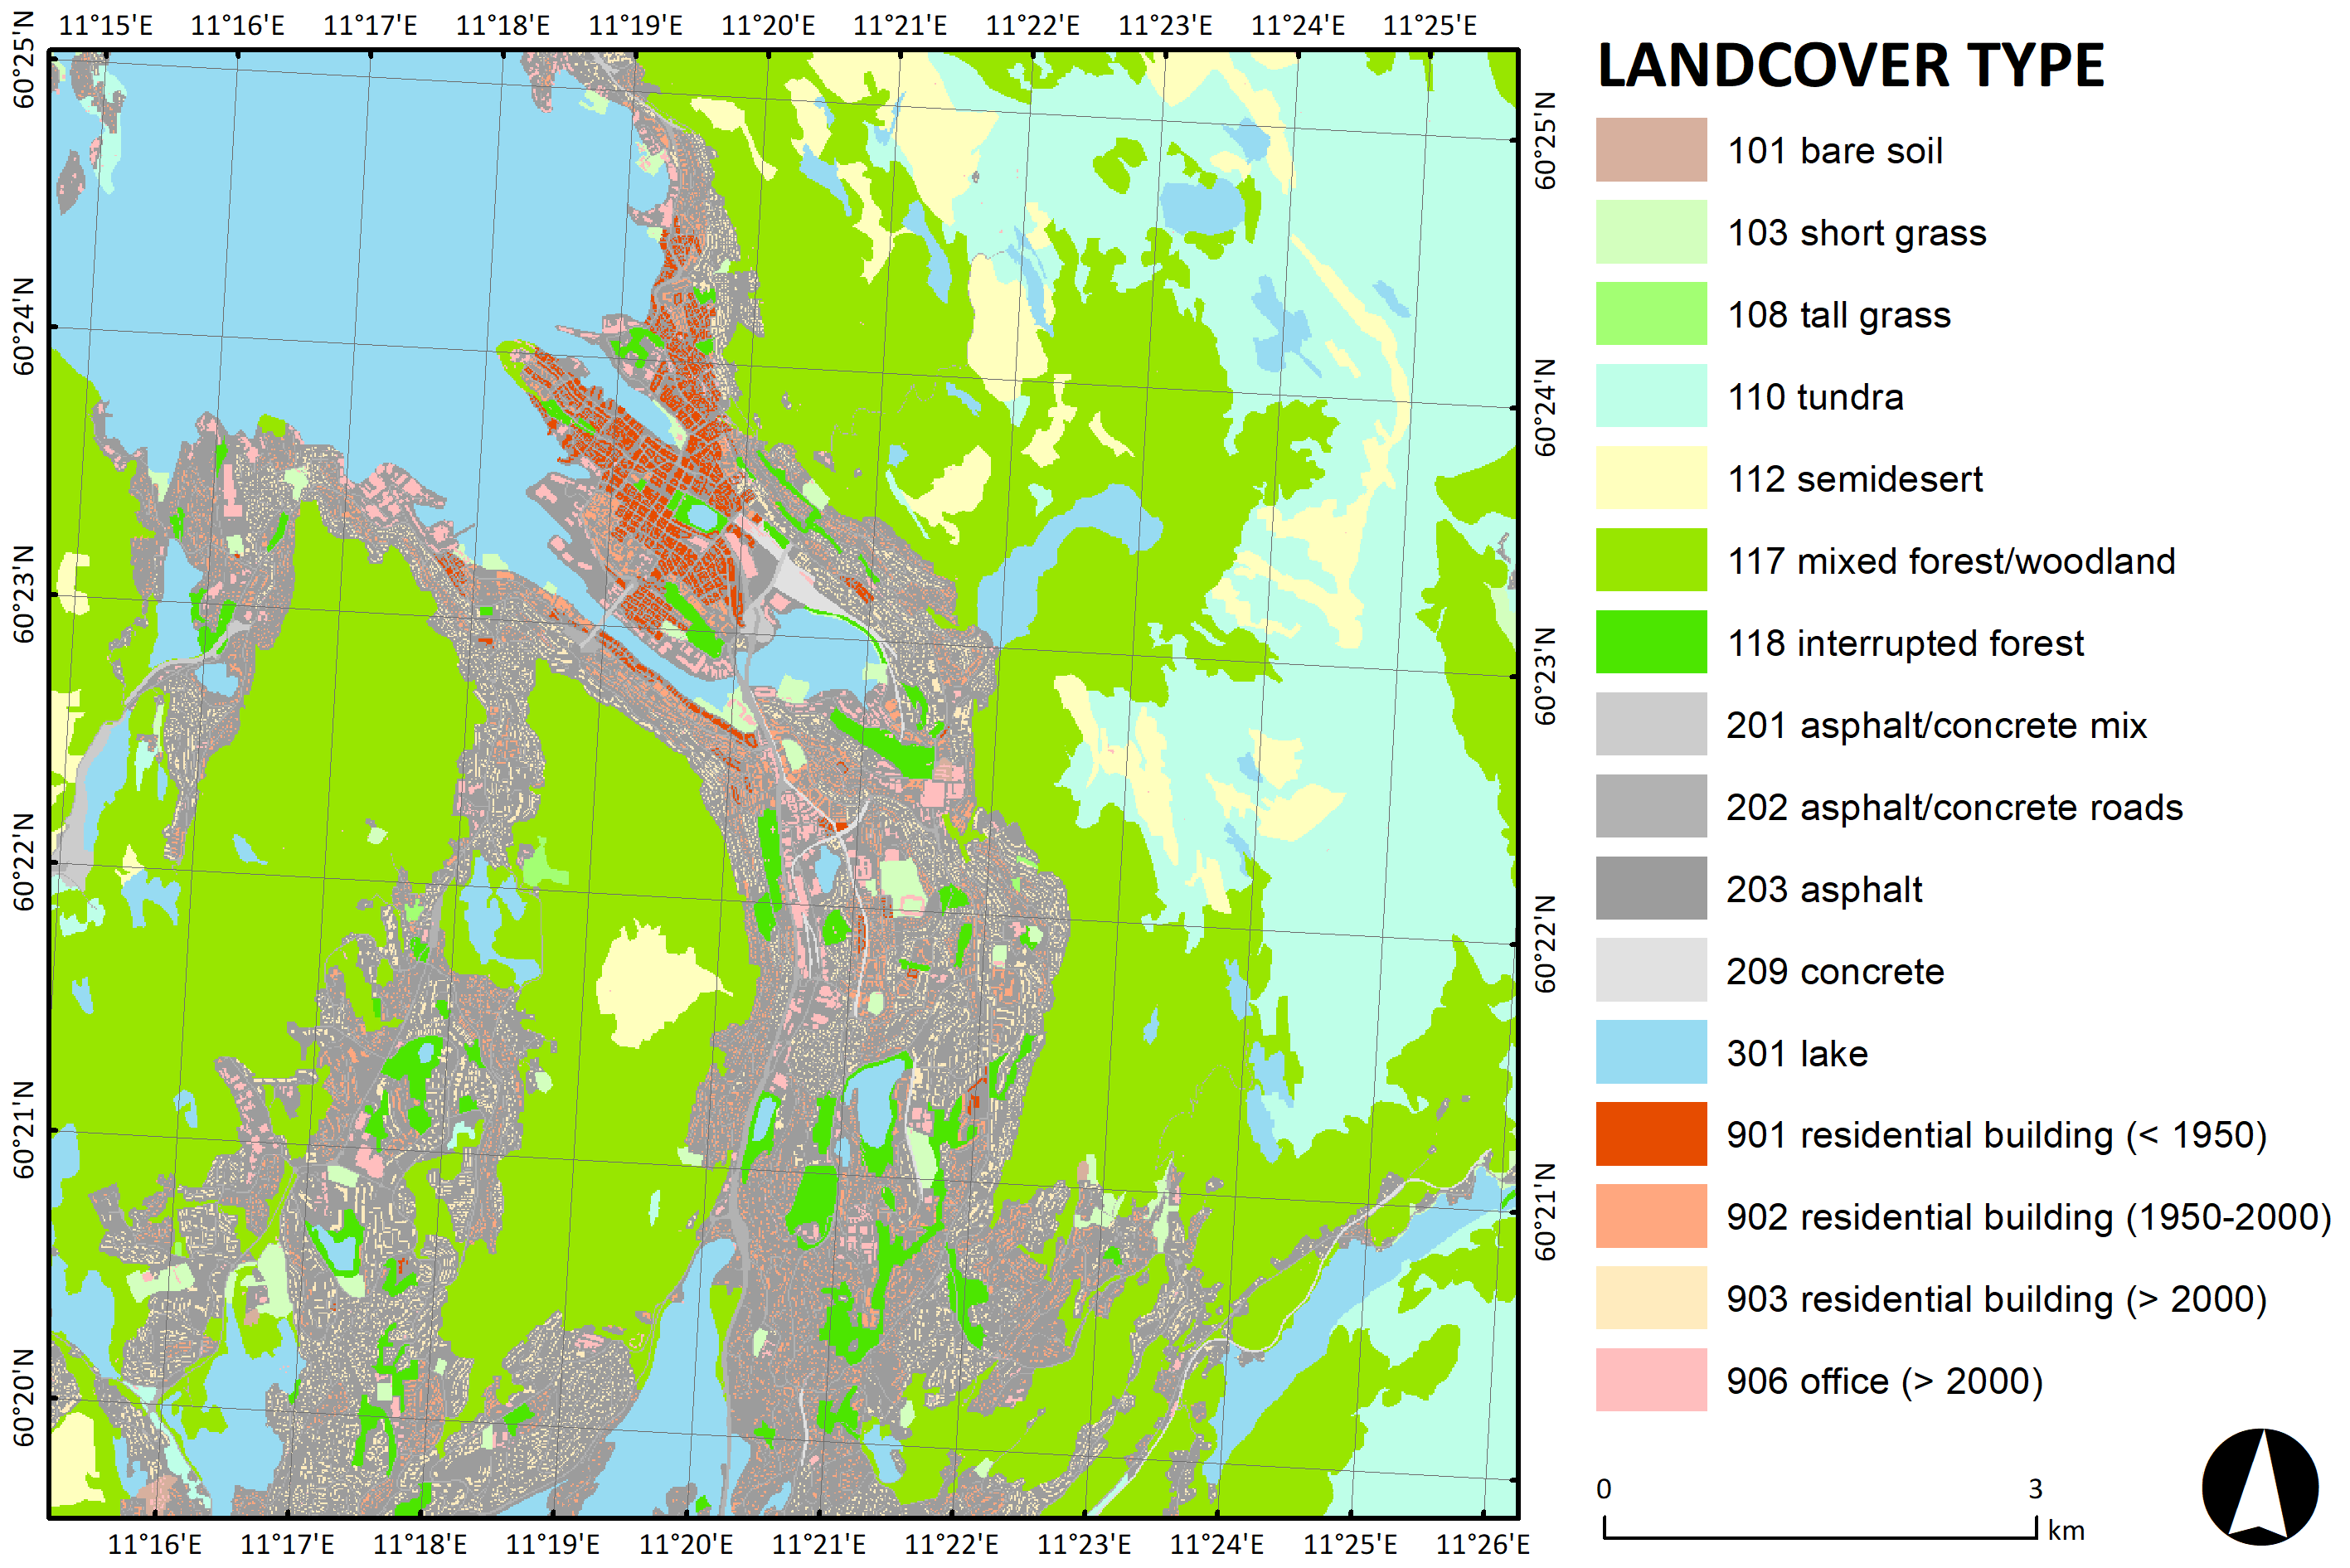 11°15'E 11°16'E 11°17'E 11°18'E 11°19'E 11°20'E 11°21'E 11°22'E 11°23'E 11°24'E 11°25'E
60°25'N
60°24'N
60°23'N
60°22'N
60°21'N
60°20'N
60°25'N
60°24'N
60°23'N
60°22'N
60°21'N
11°16'E 11°17'E 11°18'E 11°19'E 11°20'E 11°21'E 11°22'E 11°23'E 11°24'E 11°25'E 11°26'E
LANDCOVER TYPE
101 bare soil
103 short grass
108 tall grass
110 tundra
112 semidesert
117 mixed forest/woodland
118 interrupted forest
201 asphalt/concrete mix
202 asphalt/concrete roads
203 asphalt
209 concrete
301 lake
901 residential building (< 1950)
902 residential building (1950-2000)
903 residential building (> 2000)
906 office (> 2000)
0 3
km